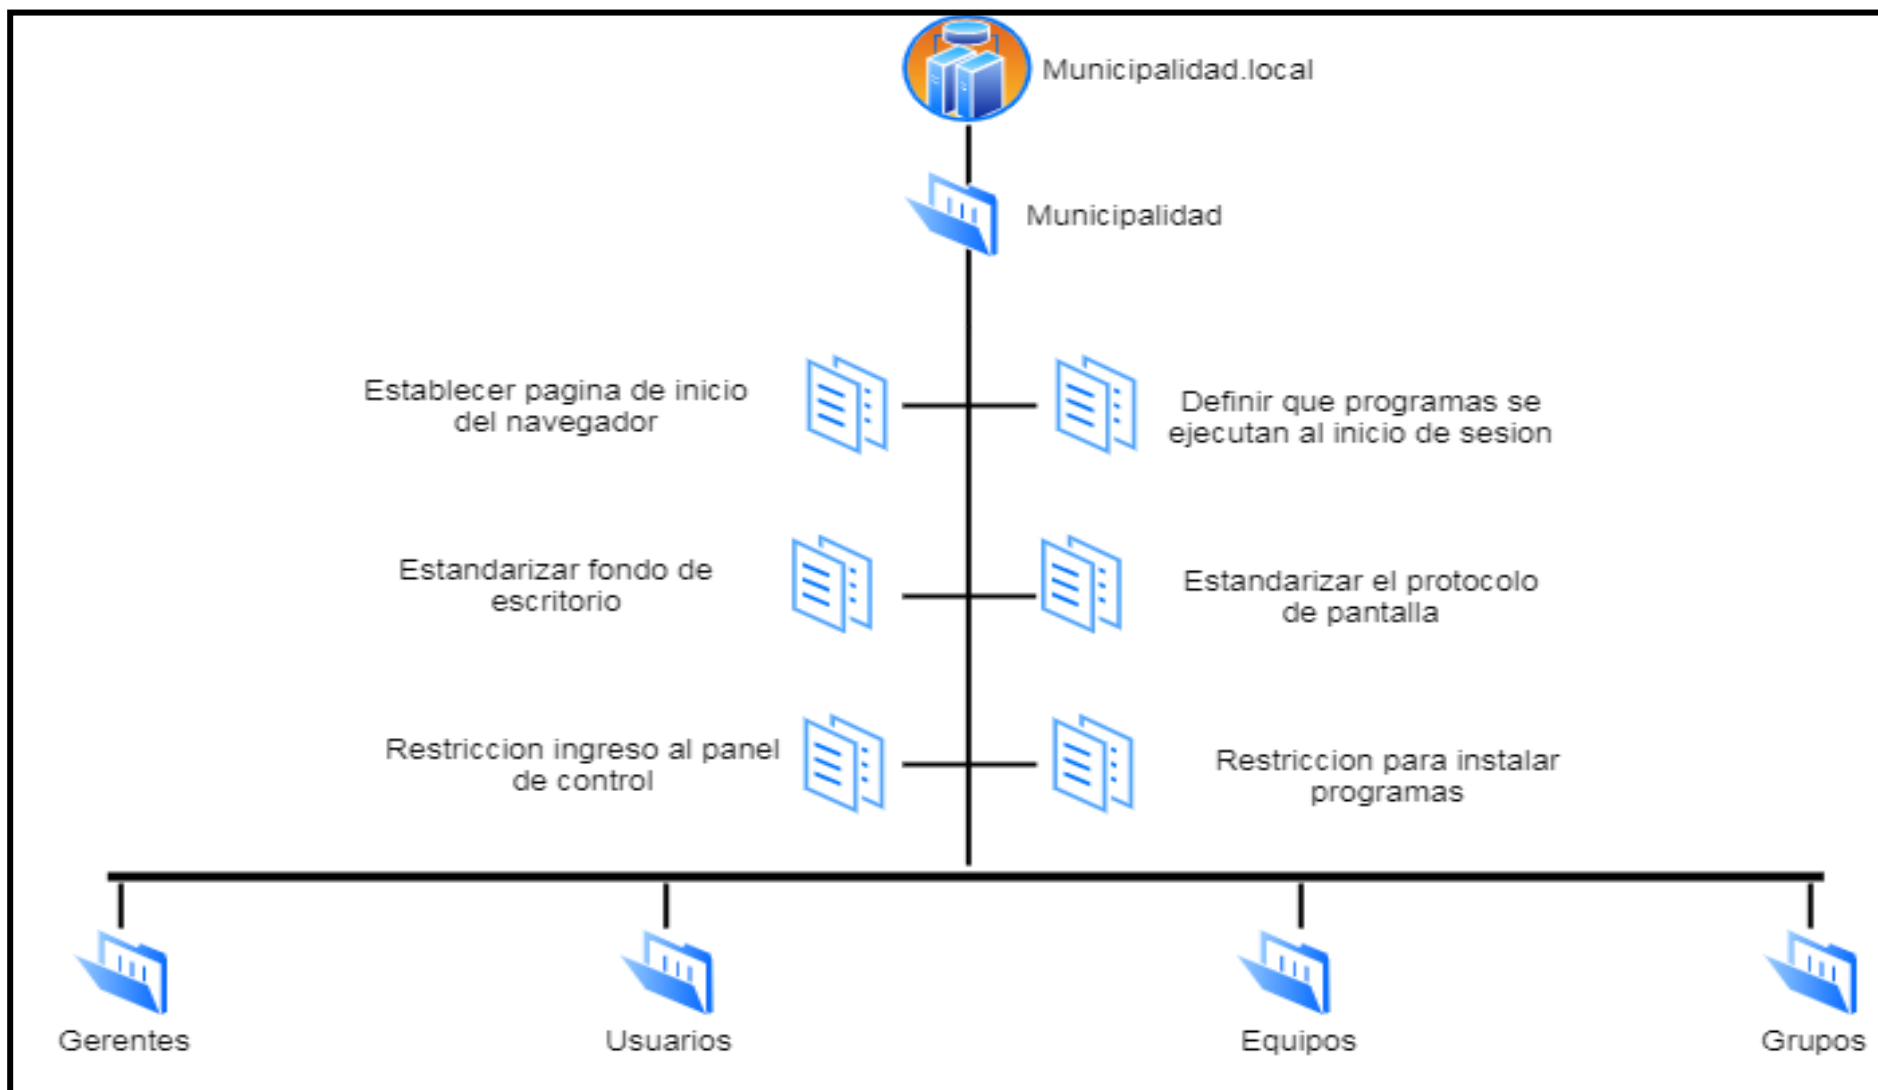 Municipalidad.local
Municipalidad
Establecer pagina de inicio
del navegador
Definir que programas se
ejecutan al inicio de sesion
Estandarizar fondo de
escritorio
Estandarizar el protocolo
de pantalla
Restriccion ingreso al panel
de control
Restriccion para instalar
programas
Gerentes
Usuarios
Equipos
Grupos